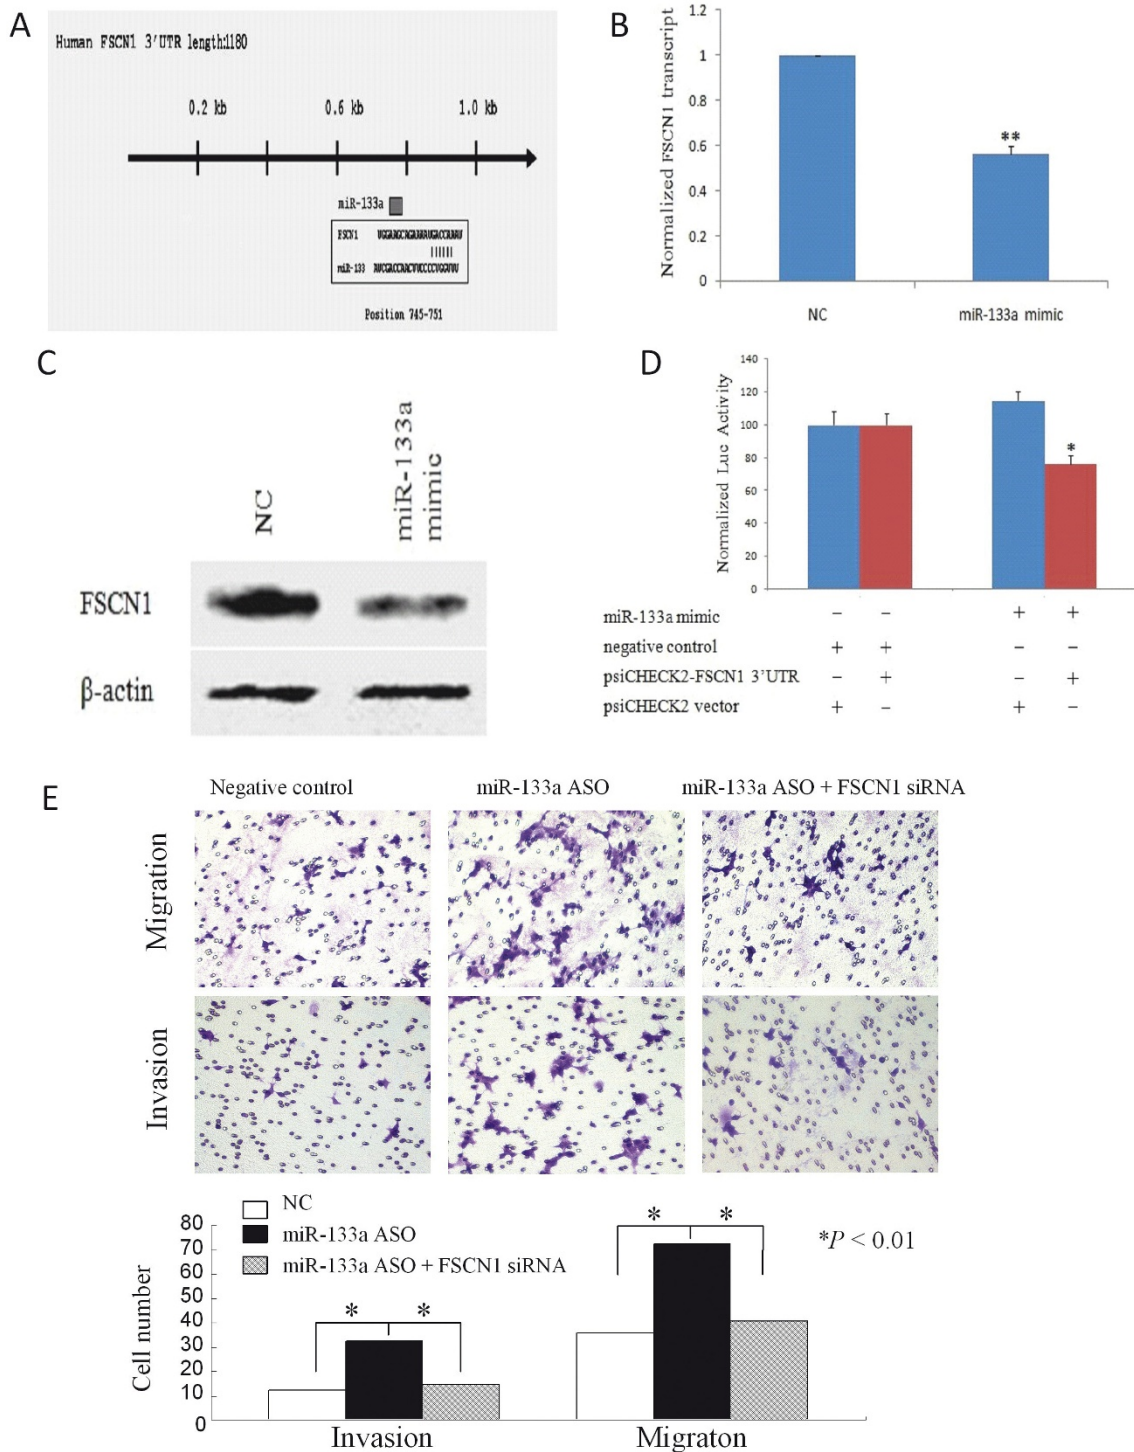 A
Human FSCN1 3'UTR length:1180
0.2 kb 0.6 kb 1.0 kb
miR-133a
FSCN1 UGGAAGCAGAAAAUGACCAAAU
miR-133
Position 745-751
B
Normalized FSCN1 transcript
1.2
1
0.8
0.6
0.4
0.2
0
**
NC miR-133a mimic
C
NC miR-133a mimic
FSCN1
β-actin
D
Normalized Luc Activity
140
120
100
80
60
40
20
0
*
miR-133a mimic − − + +
negative control + + − −
psiCHECK2-FSCN1 3'UTR − + − +
psiCHECK2 vector + − + −
E
Negative control miR-133a ASO miR-133a ASO + FSCN1 siRNA
Migration
Invasion
Cell number
80
70
60
50
40
30
20
10
0
NC
miR-133a ASO
miR-133a ASO + FSCN1 siRNA
* *
* *
*P < 0.01
Invasion Migraton